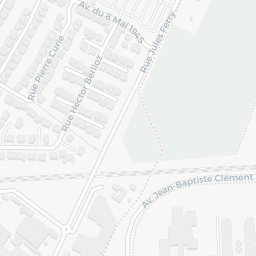 Av. du 8 Mai 1945
Rue Jules Ferry
Rue Pierre Curie
Rue Hector Berlioz
Av. Jean-Baptiste Clément